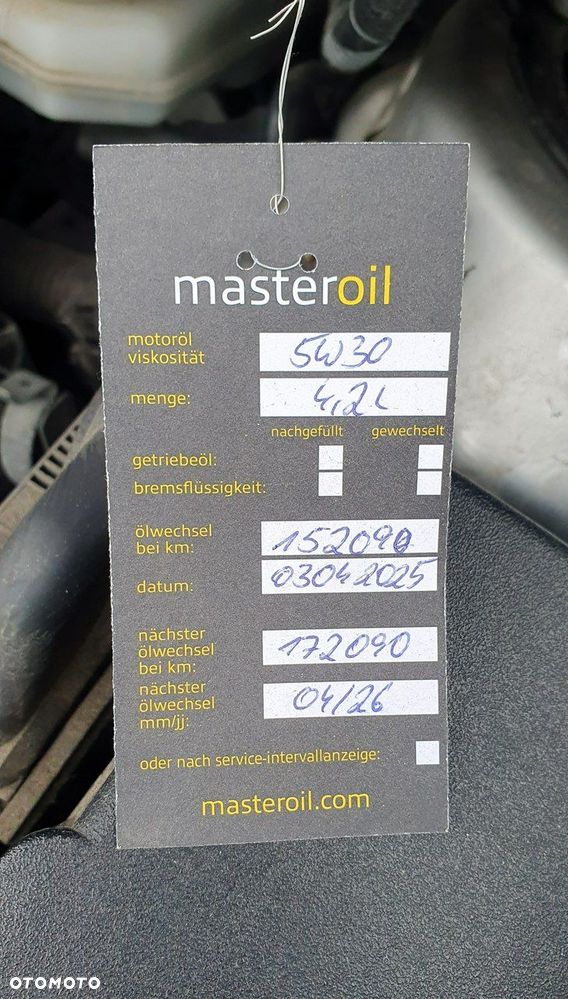 masteroil
motoröl
viskosität
5W30
menge:
4,2L
nachgefüllt gewechselt
getriebeöl:
bremsflüssigkeit:
ölwechsel
bei km:
152090
datum:
03042025
nächster
ölwechsel
bei km:
172090
nächster
ölwechsel
mm/jj:
04/26
oder nach service-intervallanzeige:
masteroil.com
OTOMOTO